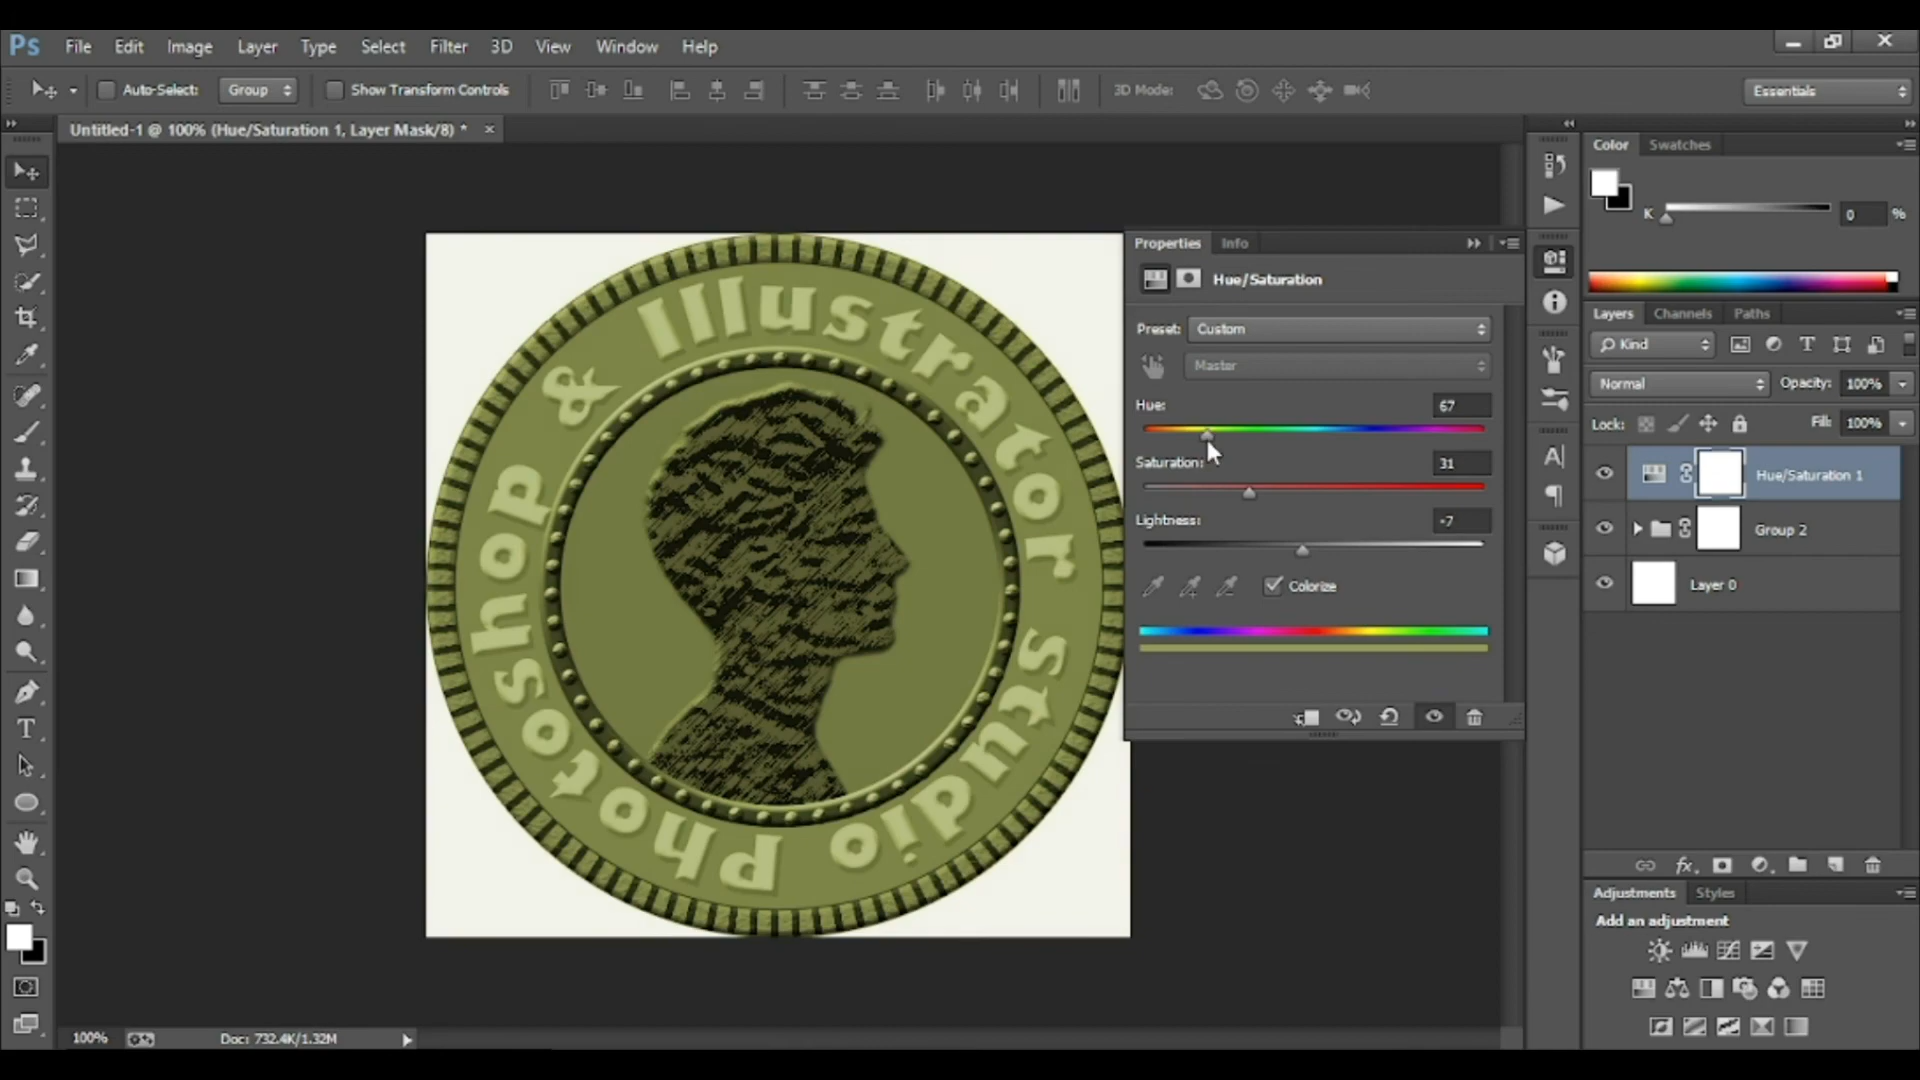 Ps File Edit Image Layer Type Select Filter 3D View Window Help
Auto-Select: Group Show Transform Controls 3D Mode: Essentials
Untitled-1 @ 100% (Hue/Saturation 1, Layer Mask/8) * ×
Color Swatches
K 0 %
Photoshop & Illustrator Studio
Properties Info
Hue/Saturation
Preset: Custom
Master
Hue: 67
Saturation: 31
Lightness: -7
Colorize
Layers Channels Paths
Kind
Normal Opacity: 100%
Lock: Fill: 100%
Hue/Saturation 1
Group 2
Layer 0
fx
Adjustments Styles
Add an adjustment
100% Doc: 732.4K/1.32M